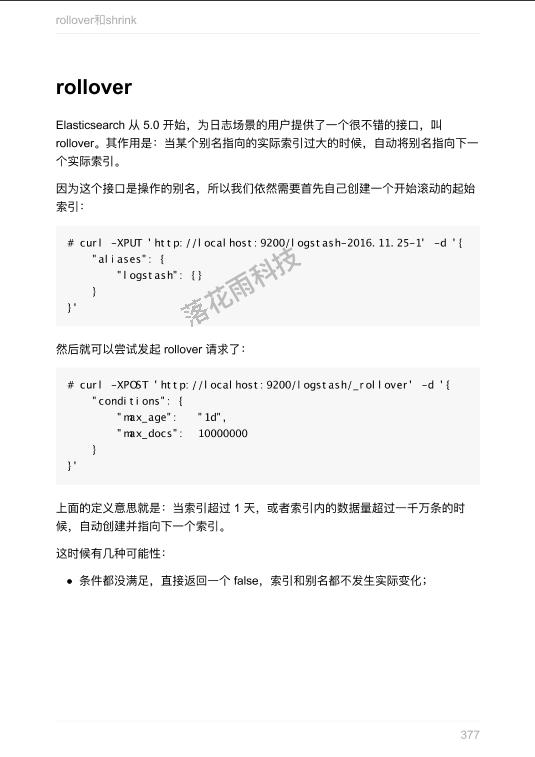 rollover和shrink
rollover
Elasticsearch 从 5.0 开始，为日志场景的用户提供了一个很不错的接口，叫
rollover。其作用是：当某个别名指向的实际索引过大的时候，自动将别名指向下一
个实际索引。
因为这个接口是操作的别名，所以我们依然需要首先自己创建一个开始滚动的起始
索引：
# curl -XPUT 'http://localhost:9200/logstash-2016.11.25-1' -d '{
    "aliases": {
        "logstash": {}
    }
}'
落花雨科技
然后就可以尝试发起 rollover 请求了：
# curl -XPOST 'http://localhost:9200/logstash/_rollover' -d '{
    "conditions": {
        "max_age":   "1d",
        "max_docs":  10000000
    }
}'
上面的定义意思就是：当索引超过 1 天，或者索引内的数据量超过一千万条的时
候，自动创建并指向下一个索引。
这时候有几种可能性：
● 条件都没满足，直接返回一个 false，索引和别名都不发生实际变化；
377